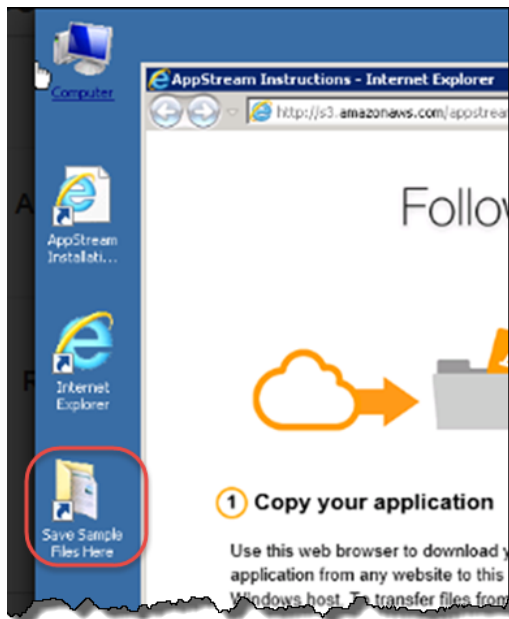 Computer
AppStream Instructions - Internet Explorer
http://s3.amazonaws.com/appstrear
AppStream
Installati...
Follow
Internet
Explorer
1 Copy your application
Save Sample
Files Here
Use this web browser to download y
application from any website to this
Windows host. To transfer files from